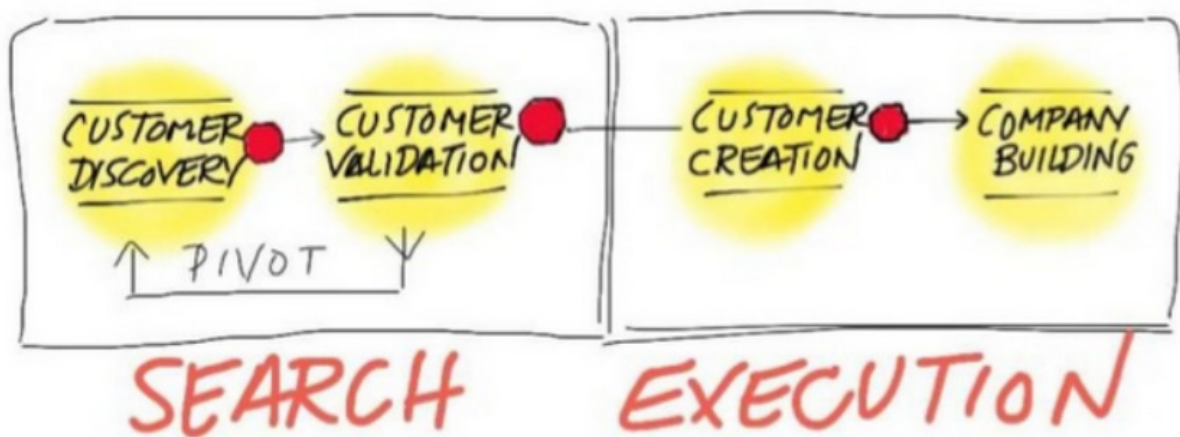 CUSTOMER
DISCOVERY
CUSTOMER
VALIDATION
CUSTOMER
CREATION
COMPANY
BUILDING
PIVOT
SEARCH
EXECUTION